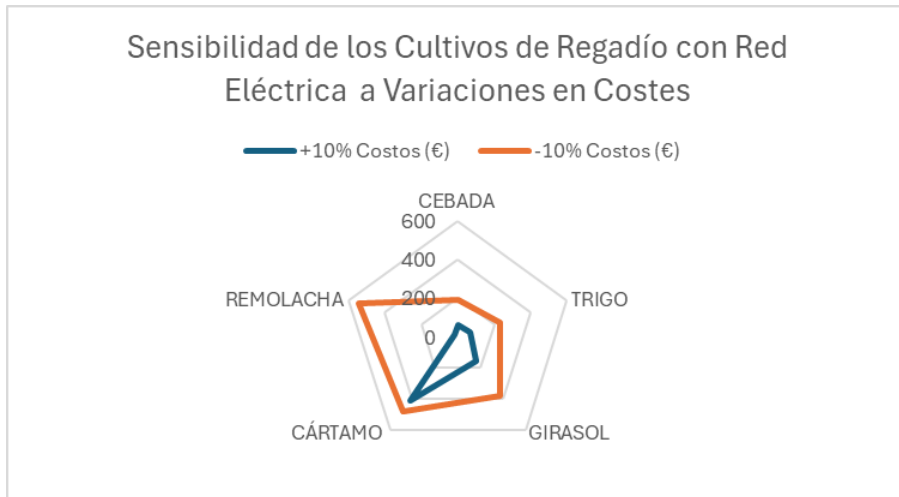 Sensibilidad de los Cultivos de Regadío con Red
Eléctrica  a Variaciones en Costes
+10% Costos (€)
-10% Costos (€)
CEBADA
600
400
200
0
TRIGO
REMOLACHA
CÁRTAMO
GIRASOL